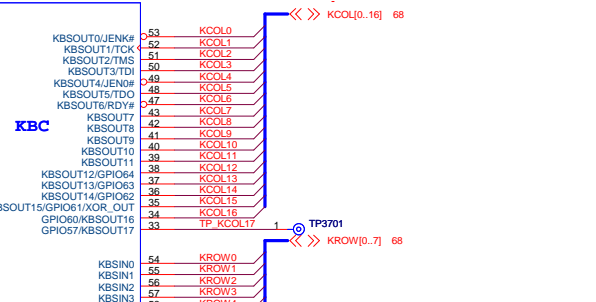 KCOL[0..16] 68
KBSOUT0/JENK# 53 KCOL0
KBSOUT1/TCK 52 KCOL1
KBSOUT2/TMS 51 KCOL2
KBSOUT3/TDI 50 KCOL3
KBSOUT4/JEN0# 49 KCOL4
KBSOUT5/TDO 48 KCOL5
KBSOUT6/RDY# 47 KCOL6
KBSOUT7 43 KCOL7
KBC
KBSOUT8 42 KCOL8
KBSOUT9 41 KCOL9
KBSOUT10 40 KCOL10
KBSOUT11 39 KCOL11
KBSOUT12/GPIO64 38 KCOL12
KBSOUT13/GPIO63 37 KCOL13
KBSOUT14/GPIO62 36 KCOL14
BSOUT15/GPIO61/XOR_OUT 35 KCOL15
GPIO60/KBSOUT16 34 KCOL16
GPIO57/KBSOUT17 33 TP_KCOL17 1 TP3701
KROW[0..7] 68
KBSIN0 54 KROW0
KBSIN1 55 KROW1
KBSIN2 56 KROW2
KBSIN3 57 KROW3